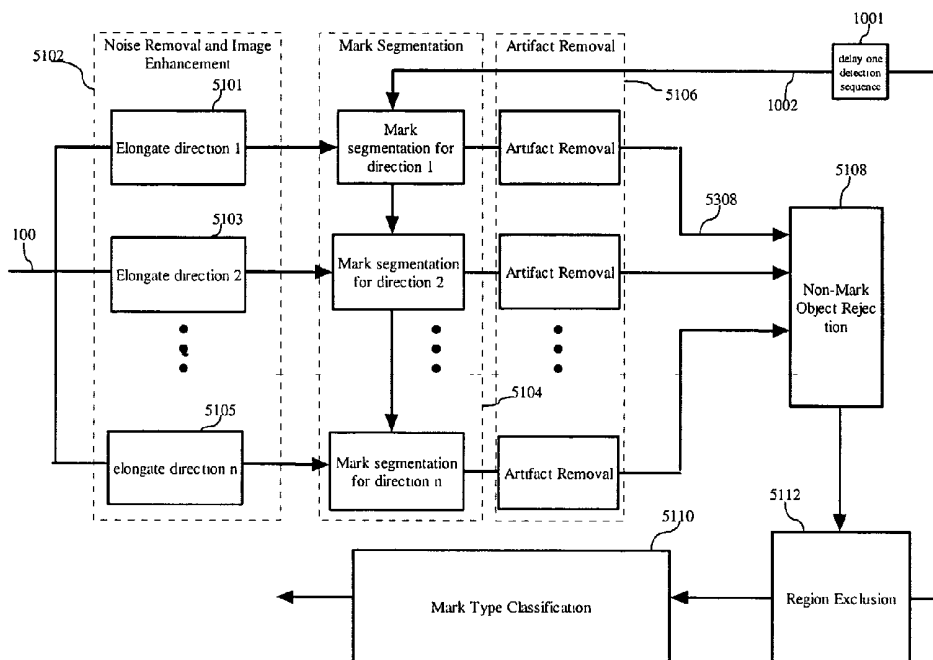 Noise Removal and Image
Enhancement
Mark Segmentation
Artifact Removal
1001
delay one
detection
sequence
5102
5101
5106
1002
Elongate direction 1
Mark
segmentation for
direction 1
Artifact Removal
5108
5308
5103
100
Elongate direction 2
Mark segmentation
for direction 2
Artifact Removal
Non-Mark
Object Rejec
tion
5104
5105
elongate direction n
Mark segmentation
for direction n
Artifact Removal
5112
5110
Mark Type Classification
Region Exclusion